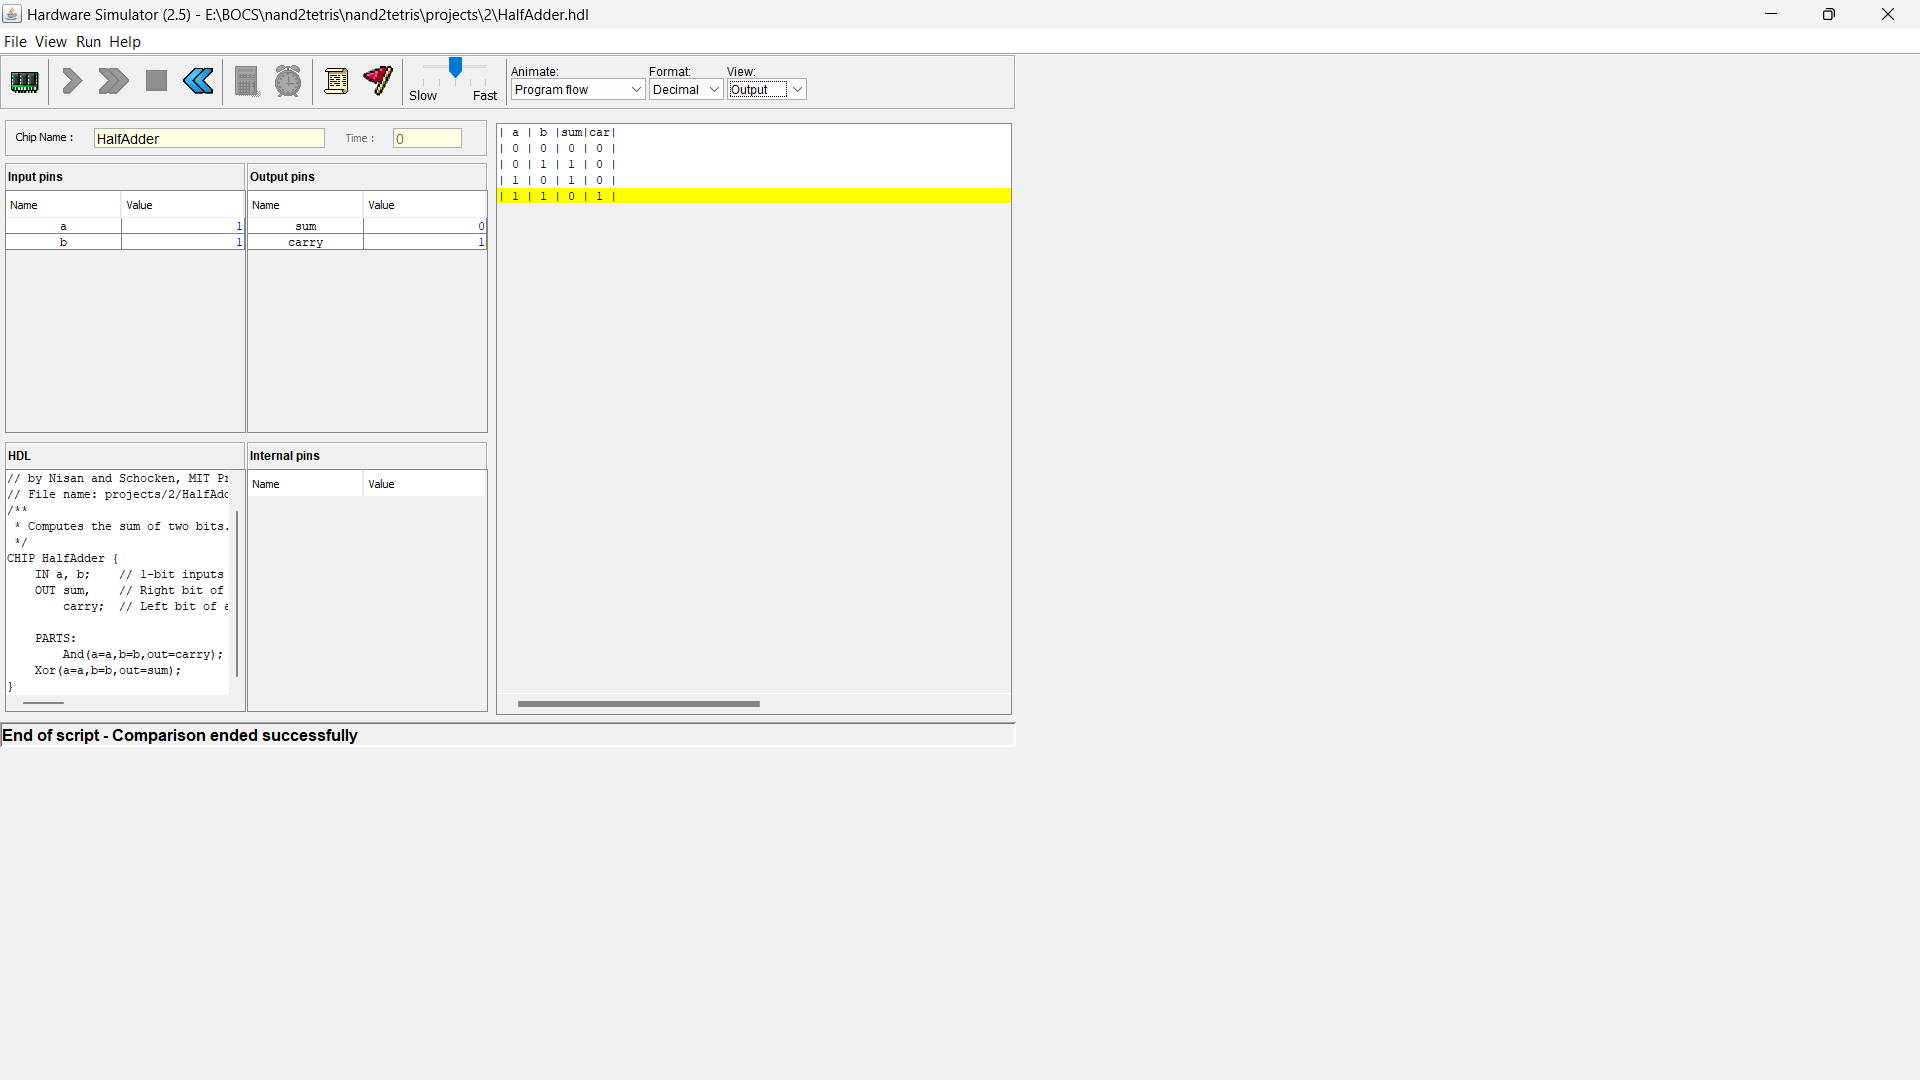 Hardware Simulator (2.5) - E:\BOCS\nand2tetris\nand2tetris\projects\2\HalfAdder.hdl
File View Run Help
Slow Fast
Animate: Format: View:
Program flow Decimal Output
Chip Name : HalfAdder Time : 0
Input pins
Name Value
a 1
b 1
Output pins
Name Value
sum 0
carry 1
HDL
// by Nisan and Schocken, MIT Pr
// File name: projects/2/HalfAdd
/**
* Computes the sum of two bits.
*/
CHIP HalfAdder {
IN a, b; // 1-bit inputs
OUT sum, // Right bit of
carry; // Left bit of a
PARTS:
And(a=a,b=b,out=carry);
Xor(a=a,b=b,out=sum);
}
Internal pins
Name Value
| a | b |sum|car|
| 0 | 0 | 0 | 0 |
| 0 | 1 | 1 | 0 |
| 1 | 0 | 1 | 0 |
| 1 | 1 | 0 | 1 |
End of script - Comparison ended successfully